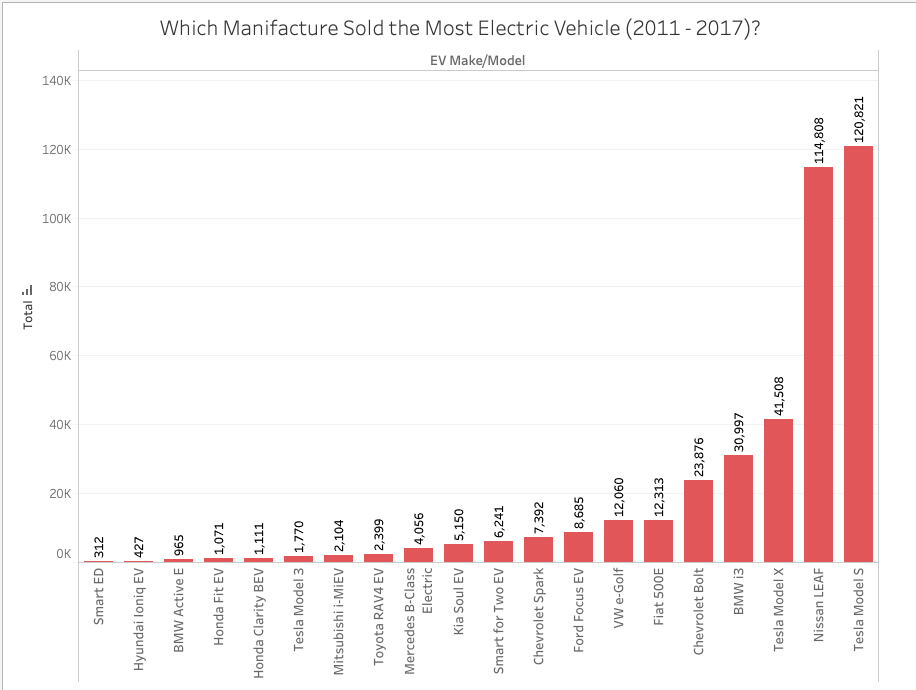 Which Manifacture Sold the Most Electric Vehicle (2011 - 2017)?
EV Make/Model
140K
120K
100K
80K
60K
40K
20K
0K
Total
312
427
965
1,071
1,111
1,770
2,104
2,399
4,056
5,150
6,241
7,392
8,685
12,060
12,313
23,876
30,997
41,508
114,808
120,821
Smart ED
Hyundai Ioniq EV
BMW Active E
Honda Fit EV
Honda Clarity BEV
Tesla Model 3
Mitsubishi i-MiEV
Toyota RAV4 EV
Mercedes B-Class
Electric
Kia Soul EV
Smart for Two EV
Chevrolet Spark
Ford Focus EV
VW e-Golf
Fiat 500E
Chevrolet Bolt
BMW i3
Tesla Model X
Nissan LEAF
Tesla Model S